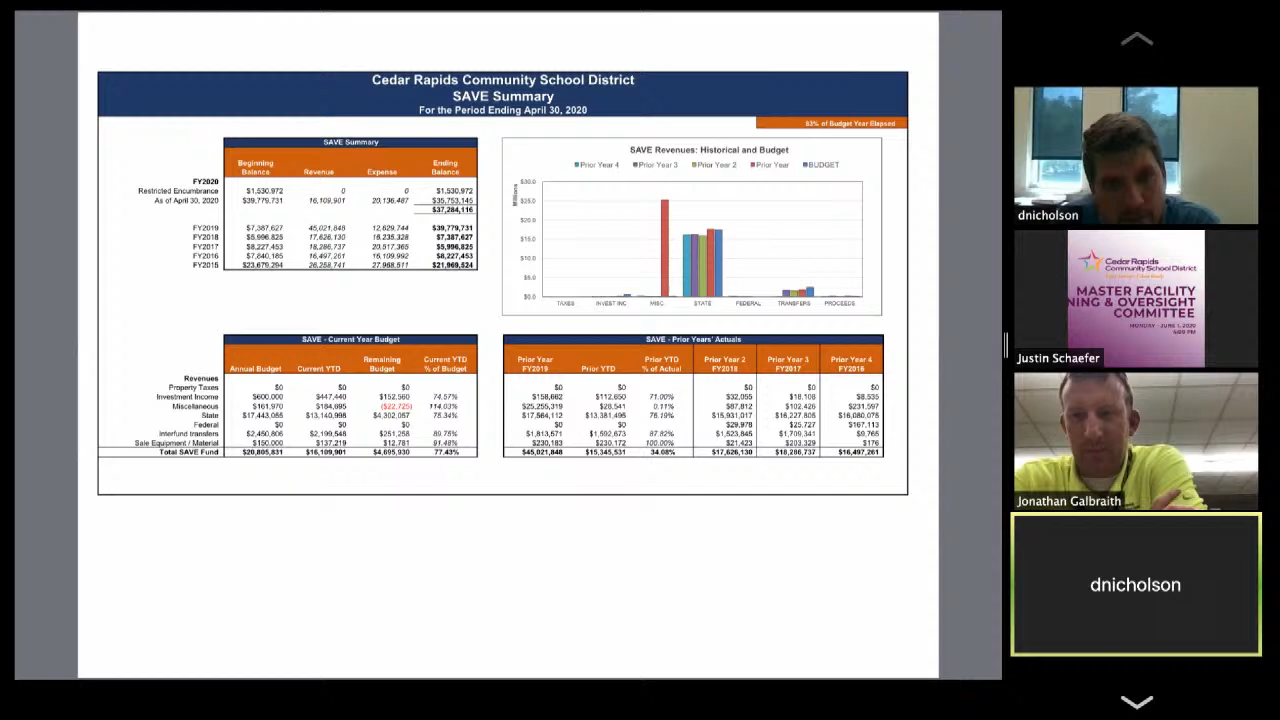 Cedar Rapids Community School District
SAVE Summary
For the Period Ending April 30, 2020
83% of Budget Year Elapsed
SAVE Summary
Beginning Balance Revenue Expense Ending Balance
FY2020
Restricted Encumbrance $1,530,972 0 0 $1,530,972
As of April 30, 2020 $39,779,731 16,109,901 20,136,487 $35,753,145
$37,284,116
FY2019 $7,387,627 45,021,848 12,629,744 $39,779,731
FY2018 $5,996,825 17,626,130 16,235,328 $7,387,627
FY2017 $8,227,453 18,286,737 20,517,365 $5,996,825
FY2016 $7,840,185 16,497,261 16,109,992 $8,227,453
FY2015 $23,679,294 26,258,741 27,968,511 $21,969,524
SAVE Revenues: Historical and Budget
Prior Year 4 Prior Year 3 Prior Year 2 Prior Year BUDGET
Millions
$30.0
$25.0
$20.0
$15.0
$10.0
$5.0
$0.0
TAXES INVEST INC MISC STATE FEDERAL TRANSFERS PROCEEDS
SAVE - Current Year Budget
Annual Budget Current YTD Remaining Budget Current YTD % of Budget
Revenues
Property Taxes $0 $0 $0
Investment Income $600,000 $447,440 $152,560 74.57%
Miscellaneous $161,970 $184,695 ($22,725) 114.03%
State $17,443,055 $13,140,998 $4,302,057 75.34%
Federal $0 $0 $0
Interfund transfers $2,450,806 $2,199,548 $251,258 89.75%
Sale Equipment / Material $150,000 $137,219 $12,781 91.48%
Total SAVE Fund $20,805,831 $16,109,901 $4,695,930 77.43%
SAVE - Prior Years' Actuals
Prior Year FY2019 Prior YTD Prior YTD % of Actual Prior Year 2 FY2018 Prior Year 3 FY2017 Prior Year 4 FY2016
$0 $0 $0 $0 $0
$158,662 $112,650 71.00% $32,055 $18,108 $8,535
$25,255,319 $28,541 0.11% $87,812 $102,426 $231,597
$17,564,112 $13,381,495 76.19% $15,931,017 $16,227,805 $16,080,075
$0 $0 $29,978 $25,727 $167,113
$1,813,571 $1,592,673 87.82% $1,523,845 $1,709,341 $9,765
$230,183 $230,172 100.00% $21,423 $203,329 $176
$45,021,848 $15,345,531 34.08% $17,626,130 $18,286,737 $16,497,261
dnicholson
Cedar Rapids
Community School District
MASTER FACILITY
NING & OVERSIGHT
COMMITTEE
MONDAY - JUNE 1, 2020
Justin Schaefer
Jonathan Galbraith
dnicholson